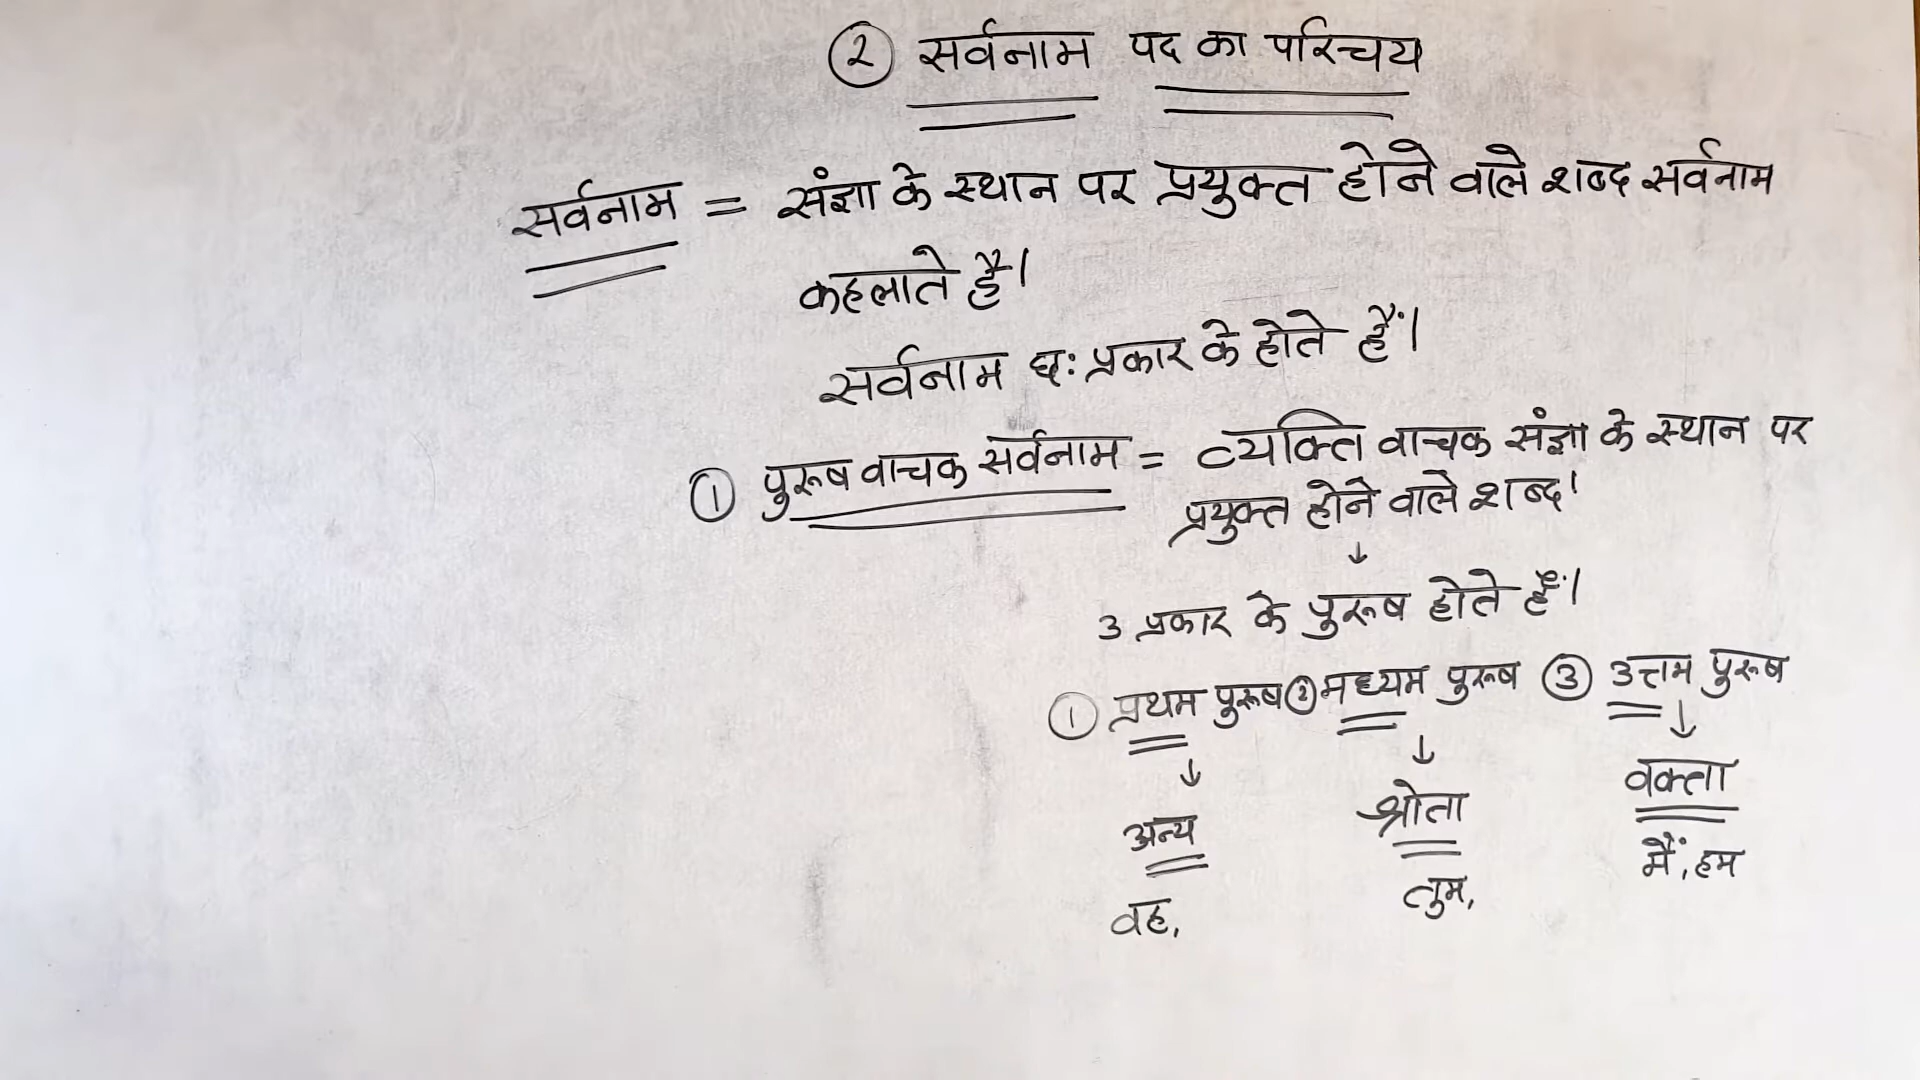 ② सर्वनाम पद का परिचय
सर्वनाम = संज्ञा के स्थान पर प्रयुक्त होने वाले शब्द सर्वनाम
कहलाते है।
सर्वनाम छः प्रकार के होते हैं।
① पुरूष वाचक सर्वनाम = व्यक्ति वाचक संज्ञा के स्थान पर
प्रयुक्त होने वाले शब्द।
↓
3 प्रकार के पुरूष होते हैं।
① प्रथम पुरूष ② मध्यम पुरूष ③ उत्तम पुरूष
↓ ↓ ↓
अन्य श्रोता वक्ता
वह, तुम, मैं, हम